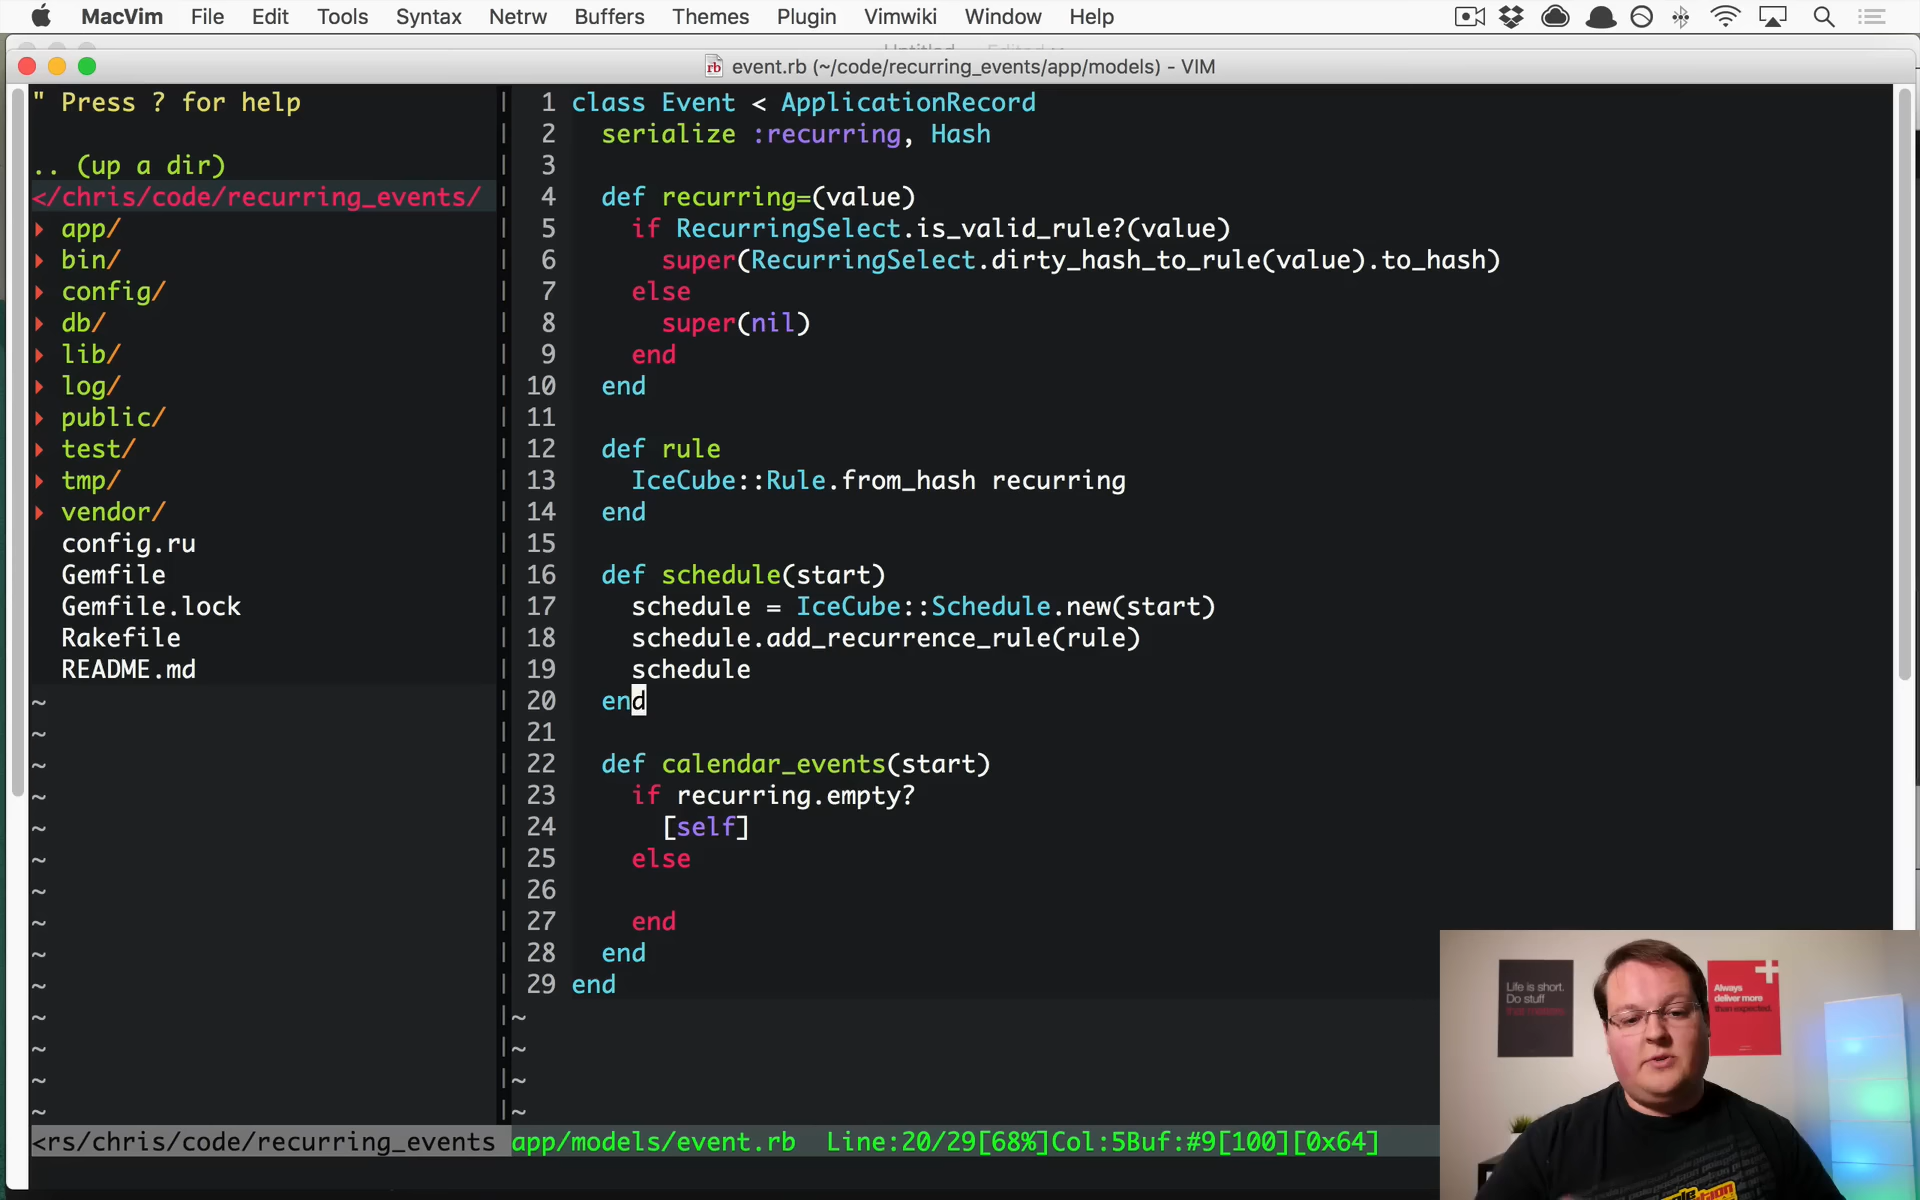 MacVim File Edit Tools Syntax Netrw Buffers Themes Plugin Vimwiki Window Help
event.rb (~/code/recurring_events/app/models) - VIM
" Press ? for help
.. (up a dir)
</chris/code/recurring_events/
app/
bin/
config/
db/
lib/
log/
public/
test/
tmp/
vendor/
config.ru
Gemfile
Gemfile.lock
Rakefile
README.md
~
~
~
~
~
~
~
~
~
~
~
~
~
~
<rs/chris/code/recurring_events
1 class Event < ApplicationRecord
2 serialize :recurring, Hash
3
4 def recurring=(value)
5 if RecurringSelect.is_valid_rule?(value)
6 super(RecurringSelect.dirty_hash_to_rule(value).to_hash)
7 else
8 super(nil)
9 end
10 end
11
12 def rule
13 IceCube::Rule.from_hash recurring
14 end
15
16 def schedule(start)
17 schedule = IceCube::Schedule.new(start)
18 schedule.add_recurrence_rule(rule)
19 schedule
20 end
21
22 def calendar_events(start)
23 if recurring.empty?
24 [self]
25 else
26
27 end
28 end
29 end
~
~
~
~
app/models/event.rb Line:20/29[68%]Col:5Buf:#9[100][0x64]
Life is short.
Do stuff
that matters.
Always
deliver more
than expected.